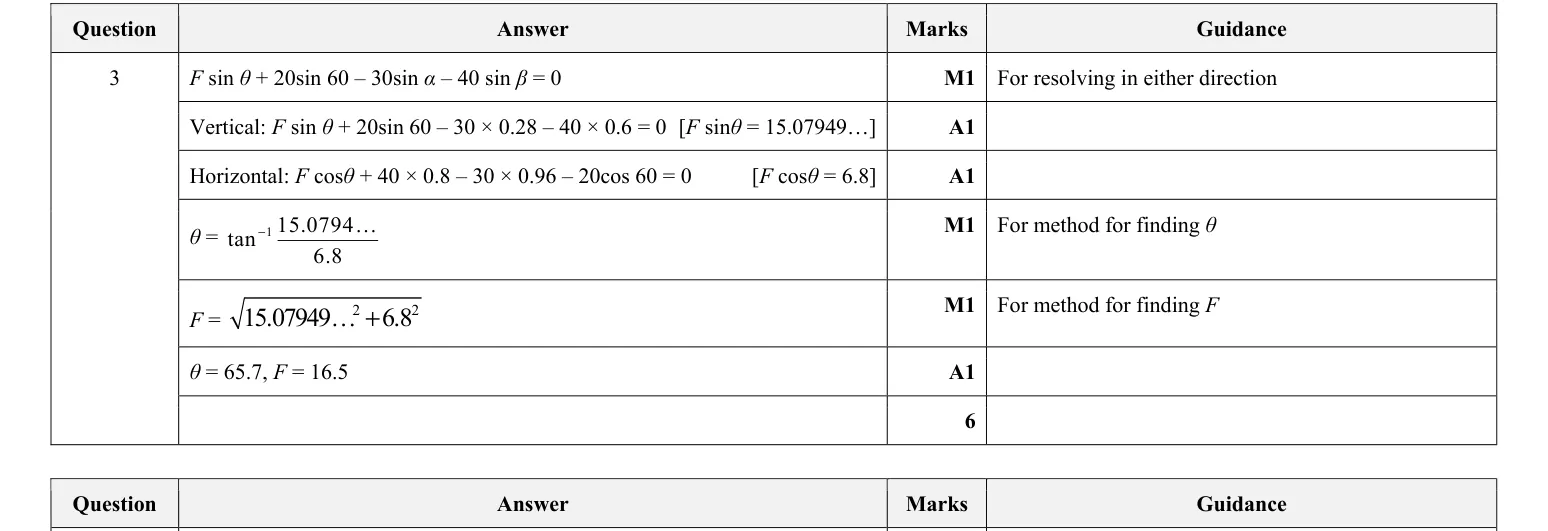 Question Answer Marks Guidance
3 F sin θ + 20sin 60 – 30sin α – 40 sin β = 0 M1 For resolving in either direction
Vertical: F sin θ + 20sin 60 – 30 × 0.28 – 40 × 0.6 = 0 [F sinθ = 15.07949…] A1
Horizontal: F cosθ + 40 × 0.8 – 30 × 0.96 – 20cos 60 = 0 [F cosθ = 6.8] A1
θ = tan⁻¹ 15.0794…/6.8 M1 For method for finding θ
F = √15.07949…² + 6.8² M1 For method for finding F
θ = 65.7, F = 16.5 A1
6
Question Answer Marks Guidance